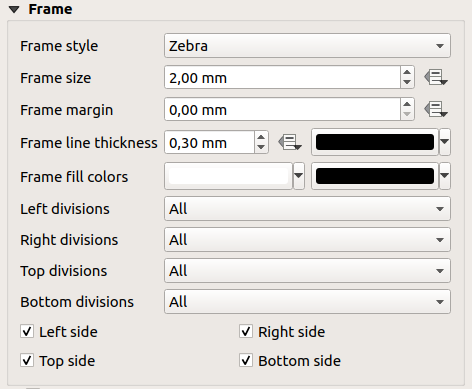 Frame
Frame style Zebra
Frame size 2,00 mm
Frame margin 0,00 mm
Frame line thickness 0,30 mm
Frame fill colors
Left divisions All
Right divisions All
Top divisions All
Bottom divisions All
Left side Right side
Top side Bottom side